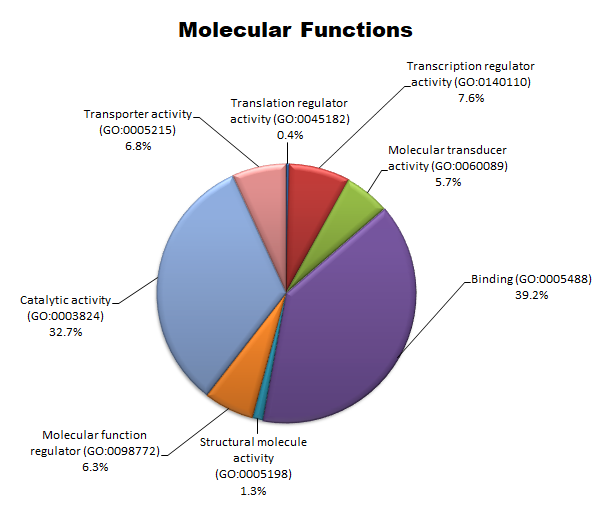 Molecular Functions
Transcription regulator
activity (GO:0140110)
7.6%
Translation regulator
activity (GO:0045182)
0.4%
Transporter activity
(GO:0005215)
6.8%
Molecular transducer
activity (GO:0060089)
5.7%
Binding (GO:0005488)
39.2%
Catalytic activity
(GO:0003824)
32.7%
Molecular function
regulator (GO:0098772)
6.3%
Structural molecule
activity
(GO:0005198)
1.3%